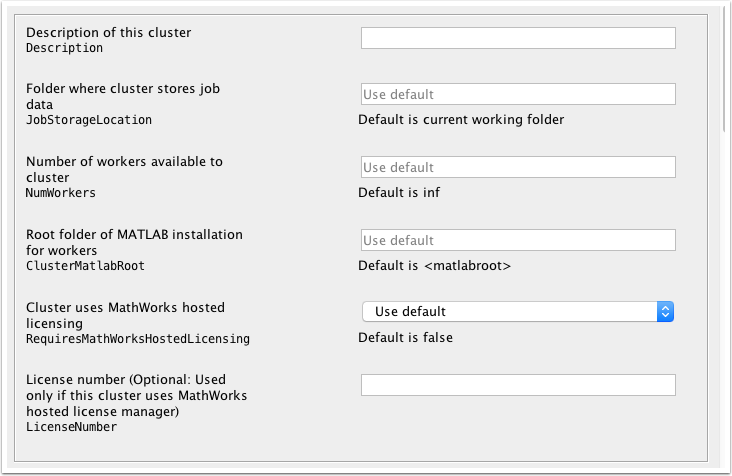 Description of this cluster
Description
Folder where cluster stores job
data
Use default
JobStorageLocation
Default is current working folder
Number of workers available to
cluster
Use default
NumWorkers
Default is inf
Root folder of MATLAB installation
for workers
Use default
ClusterMatlabRoot
Default is <matlabroot>
Cluster uses MathWorks hosted
licensing
Use default
RequiresMathWorksHostedLicensing
Default is false
License number (Optional: Used
only if this cluster uses MathWorks
hosted license manager)
LicenseNumber